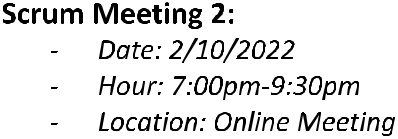 Scrum Meeting 2:
- Date: 2/10/2022
- Hour: 7:00pm-9:30pm
- Location: Online Meeting